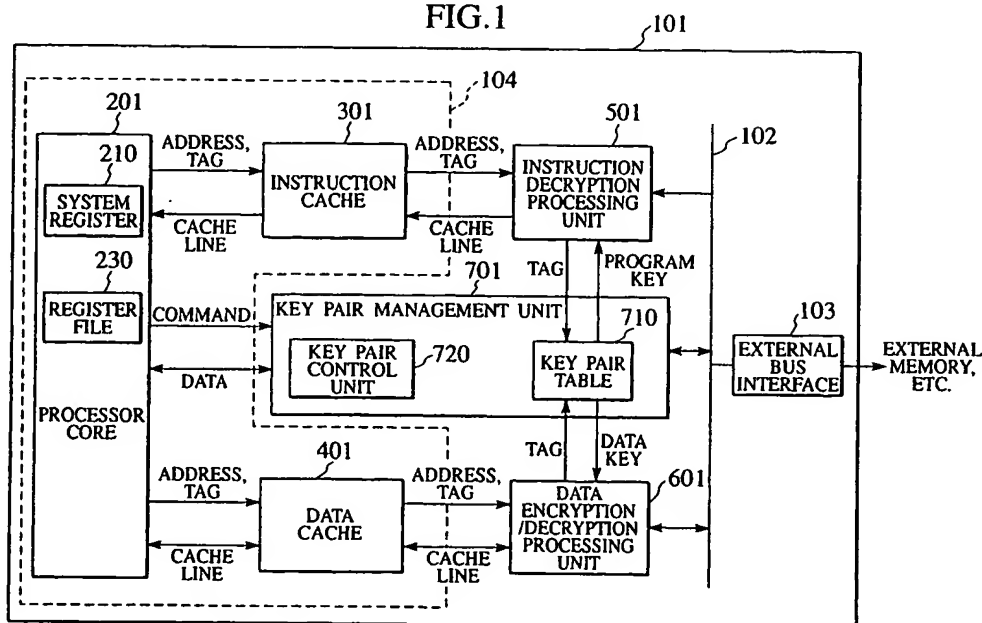 FIG.1
101
104
201
301
501
102
210
ADDRESS,
TAG
ADDRESS,
TAG
SYSTEM
REGISTER
INSTRUCTION
CACHE
INSTRUCTION
DECRYPTION
PROCESSING
UNIT
CACHE
LINE
CACHE
LINE
230
TAG
PROGRAM
KEY
701
REGISTER
FILE
COMMAND
KEY PAIR MANAGEMENT UNIT
710
103
KEY PAIR
CONTROL
UNIT
720
KEY PAIR
TABLE
EXTERNAL
BUS
INTERFACE
EXTERNAL
MEMORY,
ETC.
DATA
PROCESSOR
CORE
TAG
DATA
KEY
401
601
ADDRESS,
TAG
ADDRESS,
TAG
DATA
CACHE
DATA
ENCRYPTION
/DECRYPTION
PROCESSING
UNIT
CACHE
LINE
CACHE
LINE